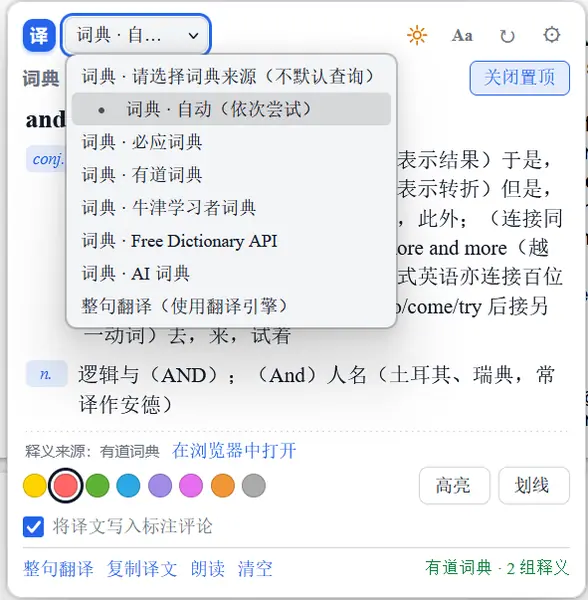 译 词典 · 自...
Aa
词典
关闭置顶
词典 · 请选择词典来源（不默认查询）
• 词典 · 自动（依次尝试）
词典 · 必应词典
词典 · 有道词典
词典 · 牛津学习者词典
词典 · Free Dictionary API
词典 · AI 词典
整句翻译（使用翻译引擎）
and
conj.
表示结果）于是，
表示转折）但是，
，此外；（连接同
ore and more（越
式英语亦连接百位
o/come/try 后接另
一动词）去，来，试着
n. 逻辑与（AND）；（And）人名（土耳其、瑞典，常
译作安德）
释义来源：有道词典 在浏览器中打开
高亮 划线
将译文写入标注评论
整句翻译 复制译文 朗读 清空 有道词典 · 2 组释义